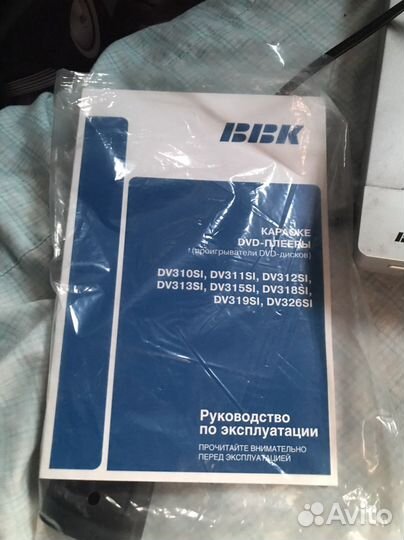 BBK
КАРАОКЕ
DVD-ПЛЕЕРЫ
(проигрыватели DVD-дисков)
DV310SI, DV311SI, DV312SI,
DV313SI, DV315SI, DV318SI,
DV319SI, DV326SI
Руководство
по эксплуатации
ПРОЧИТАЙТЕ ВНИМАТЕЛЬНО
ПЕРЕД ЭКСПЛУАТАЦИЕЙ
Avito